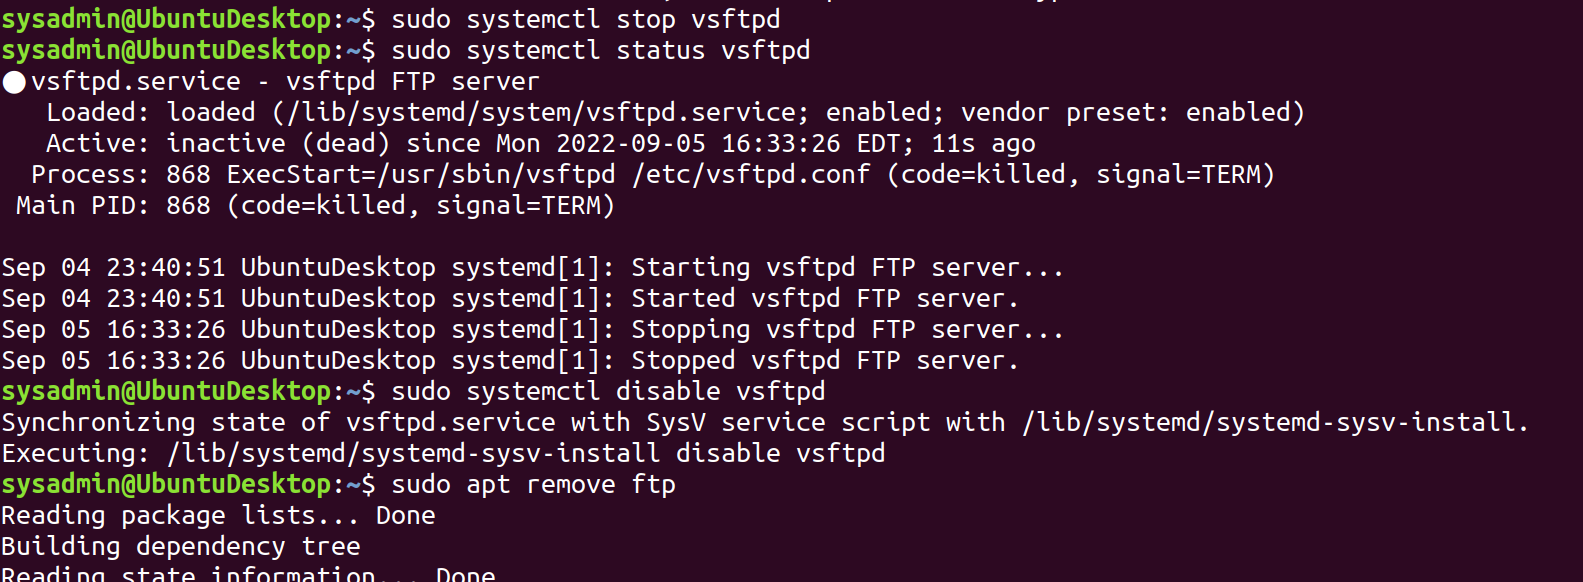 sysadmin@UbuntuDesktop:~$ sudo systemctl stop vsftpd
sysadmin@UbuntuDesktop:~$ sudo systemctl status vsftpd
● vsftpd.service - vsftpd FTP server
   Loaded: loaded (/lib/systemd/system/vsftpd.service; enabled; vendor preset: enabled)
   Active: inactive (dead) since Mon 2022-09-05 16:33:26 EDT; 11s ago
  Process: 868 ExecStart=/usr/sbin/vsftpd /etc/vsftpd.conf (code=killed, signal=TERM)
 Main PID: 868 (code=killed, signal=TERM)

Sep 04 23:40:51 UbuntuDesktop systemd[1]: Starting vsftpd FTP server...
Sep 04 23:40:51 UbuntuDesktop systemd[1]: Started vsftpd FTP server.
Sep 05 16:33:26 UbuntuDesktop systemd[1]: Stopping vsftpd FTP server...
Sep 05 16:33:26 UbuntuDesktop systemd[1]: Stopped vsftpd FTP server.
sysadmin@UbuntuDesktop:~$ sudo systemctl disable vsftpd
Synchronizing state of vsftpd.service with SysV service script with /lib/systemd/systemd-sysv-install.
Executing: /lib/systemd/systemd-sysv-install disable vsftpd
sysadmin@UbuntuDesktop:~$ sudo apt remove ftp
Reading package lists... Done
Building dependency tree
Reading state information... Done